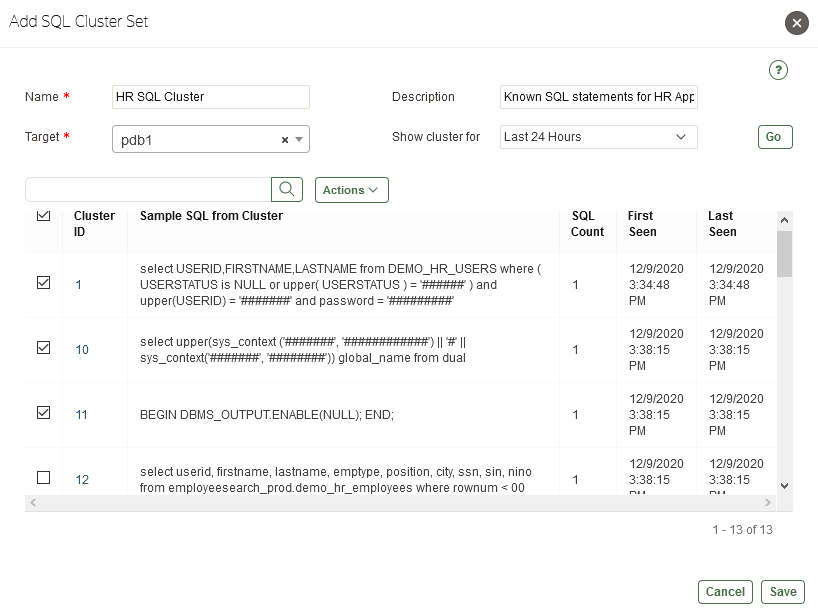 Add SQL Cluster Set
?
Name * HR SQL Cluster Description Known SQL statements for HR App
Target * pdb1 Show cluster for Last 24 Hours Go
Actions
Cluster ID Sample SQL from Cluster SQL Count First Seen Last Seen
1
select USERID,FIRSTNAME,LASTNAME from DEMO_HR_USERS where (
USERSTATUS is NULL or upper( USERSTATUS ) = '######' ) and
upper(USERID) = '#######' and password = '#########'
1
12/9/2020
3:34:48
PM
12/9/2020
3:34:48
PM
10
select upper(sys_context ('#######', '############') || '#' ||
sys_context('#######', '########')) global_name from dual
1
12/9/2020
3:38:15
PM
12/9/2020
3:38:15
PM
11
BEGIN DBMS_OUTPUT.ENABLE(NULL); END;
1
12/9/2020
3:38:15
PM
12/9/2020
3:38:15
PM
12
select userid, firstname, lastname, emptype, position, city, ssn, sin, nino
from employeesearch_prod.demo_hr_employees where rownum < 00
1
12/9/2020
3:38:15
PM
12/9/2020
3:38:15
PM
1 - 13 of 13
Cancel Save